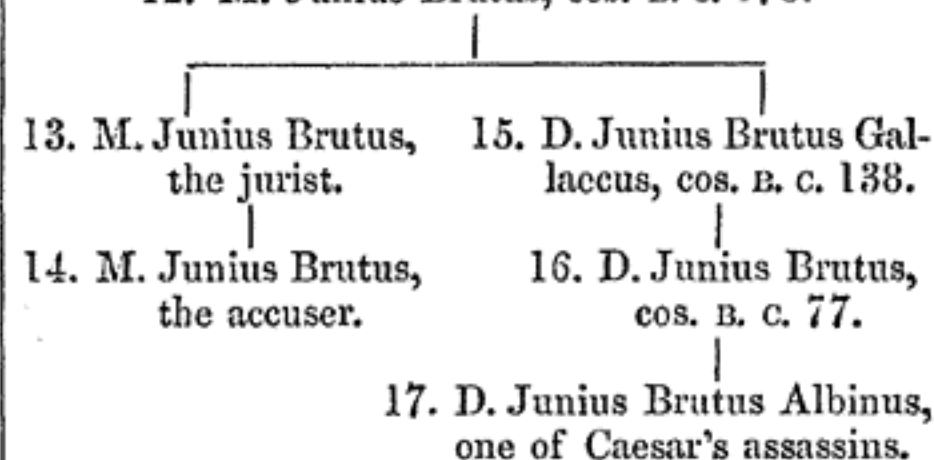 13. M. Junius Brutus,
the jurist.
15. D. Junius Brutus Gal-
laecus, cos. B. C. 138.
14. M. Junius Brutus,
the accuser.
16. D. Junius Brutus,
cos. B. C. 77.
17. D. Junius Brutus Albinus,
one of Caesar's assassins.